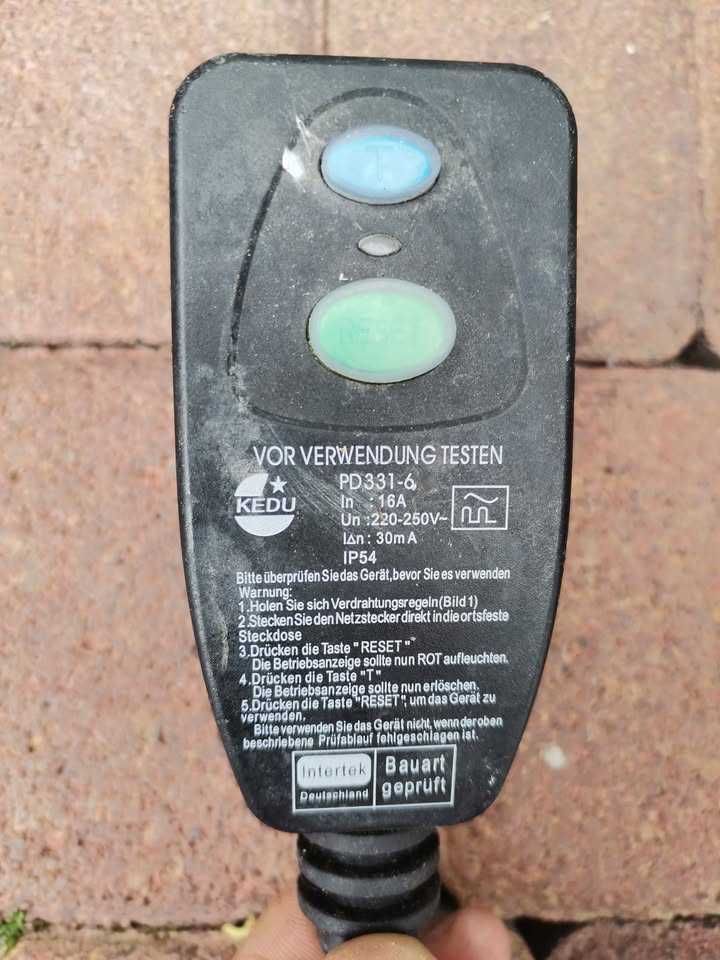 T
RESET
VOR VERWENDUNG TESTEN
KEDU
PD331-6
In : 16A
Un :220-250V~
I∆n : 30mA
IP54
Bitte überprüfen Sie das Gerät,bevor Sie es verwenden
Warnung:
1.Holen Sie sich Verdrahtungsregeln(Bild 1)
2.Stecken Sie den Netzstecker direkt in die ortsfeste
Steckdose
3.Drücken die Taste "RESET"
Die Betriebsanzeige sollte nun ROT aufleuchten.
4.Drücken die Taste "T"
Die Betriebsanzeige sollte nun erlöschen.
5.Drücken die Taste "RESET", um das Gerät zu
verwenden.
Bitte verwenden Sie das Gerät nicht, wenn der oben
beschriebene Prüfablauf fehlgeschlagen ist.
Intertek
Deutschland
Bauart
geprüft